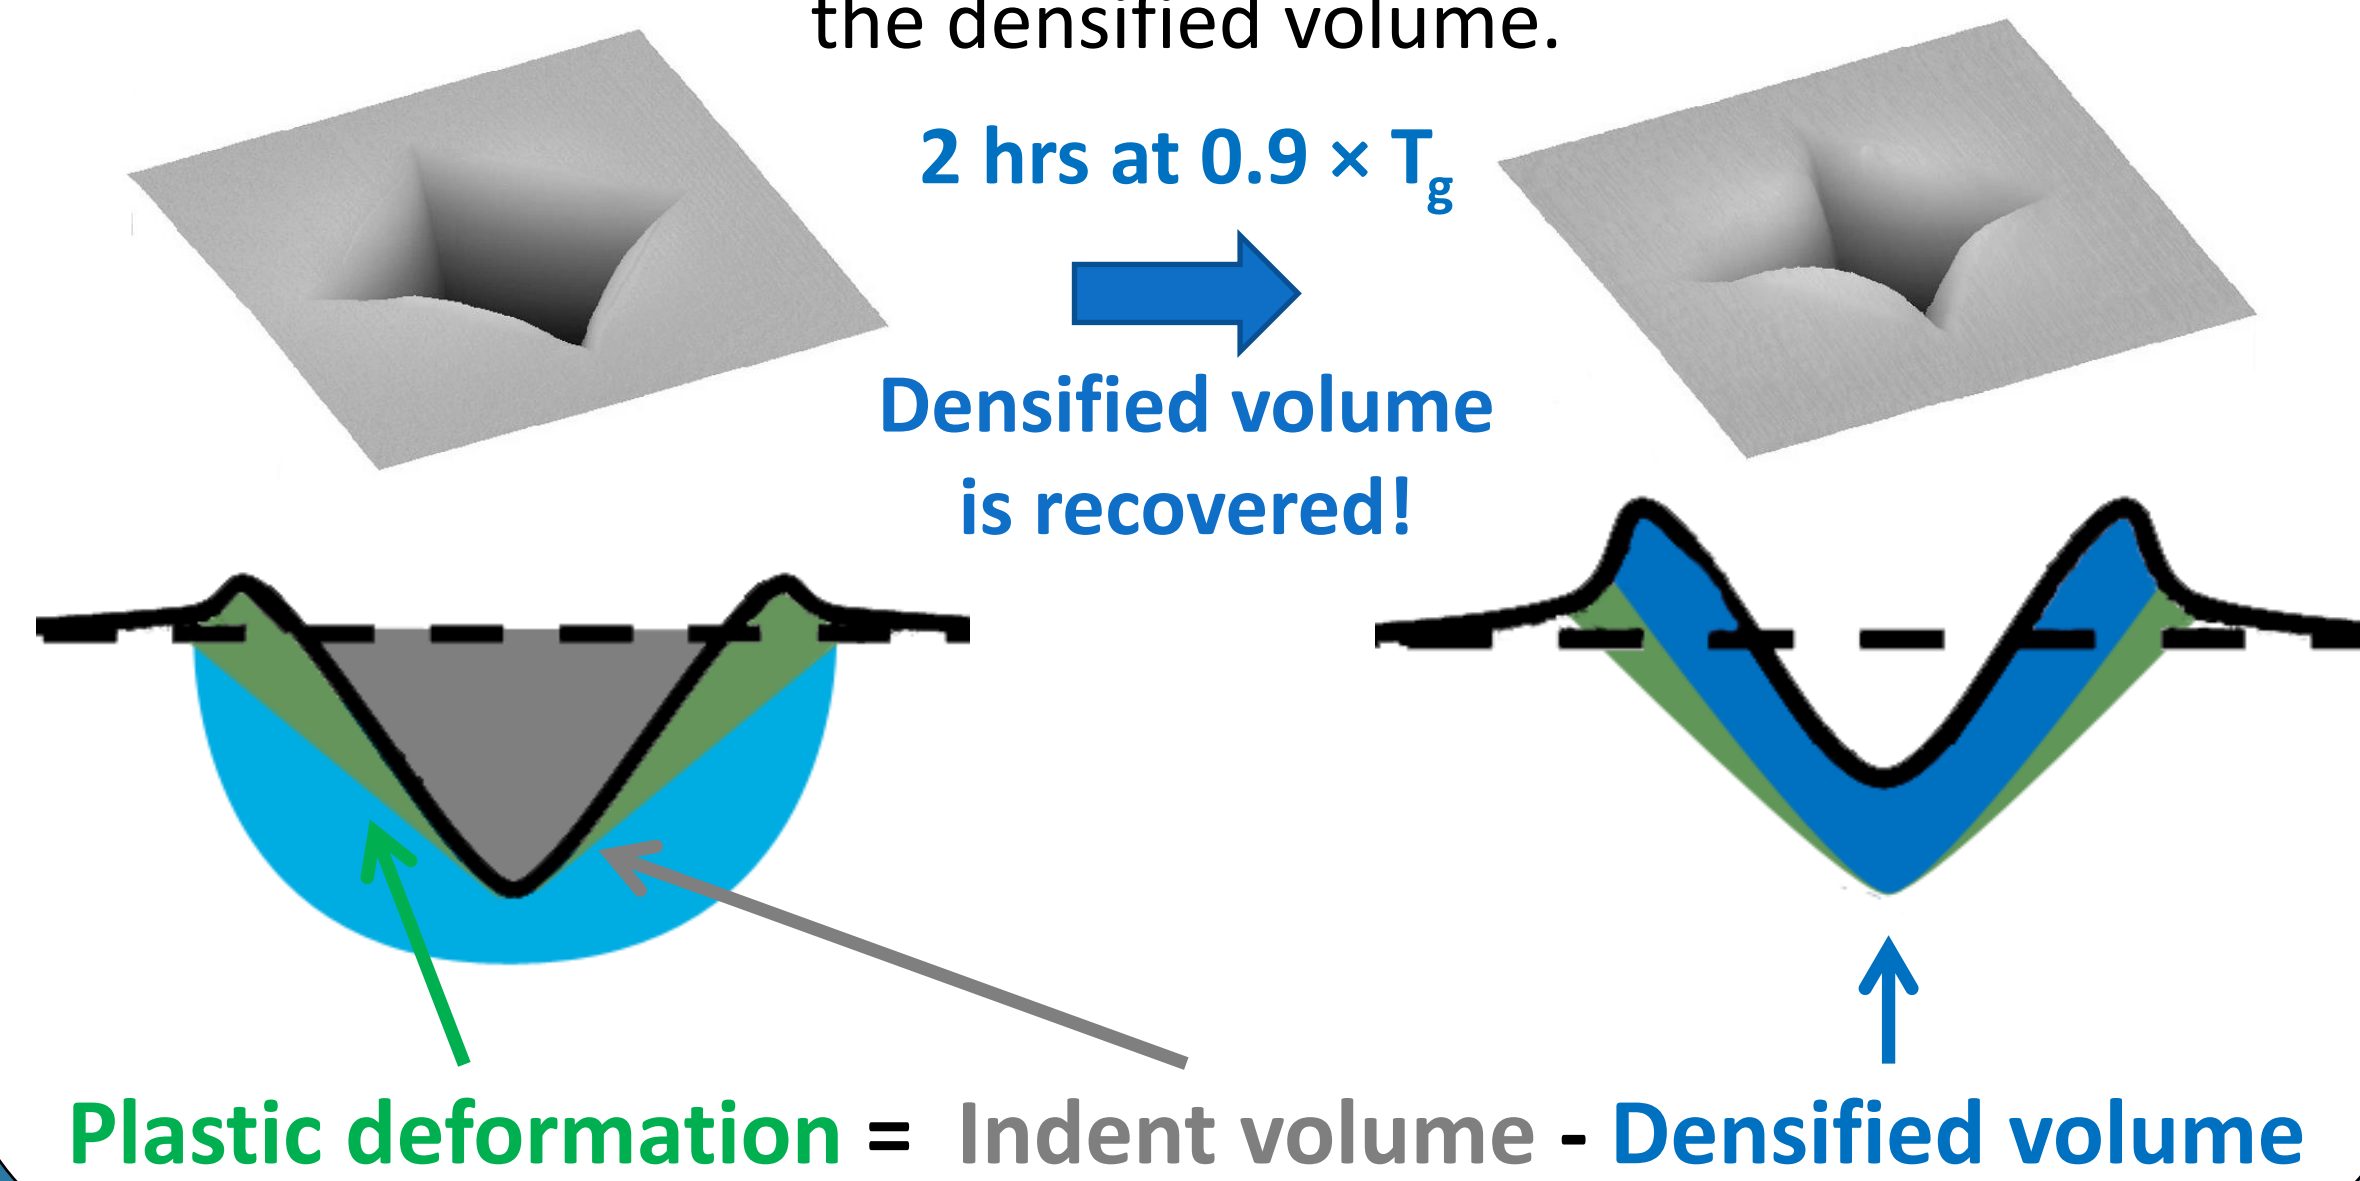 the densified volume.
2 hrs at 0.9 × Tg
Densified volume
is recovered!
Plastic deformation = Indent volume - Densified volume